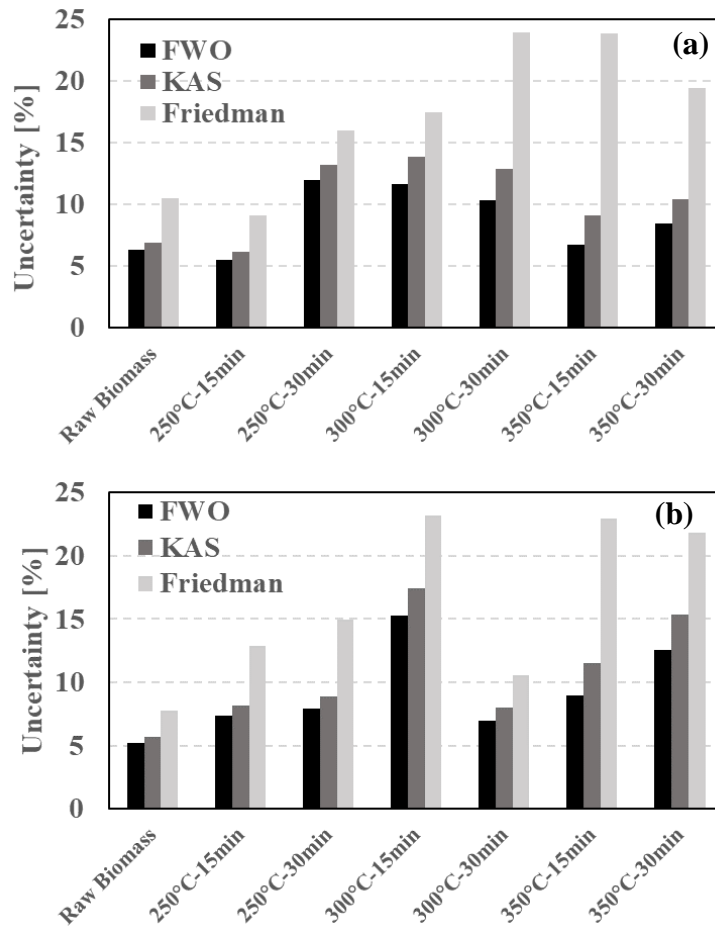 (a)
FWO
KAS
Friedman
Uncertainty [%]
25
20
15
10
5
0
Raw Biomass
250°C-15min
250°C-30min
300°C-15min
300°C-30min
350°C-15min
350°C-30min
(b)
FWO
KAS
Friedman
Uncertainty [%]
25
20
15
10
5
0
Raw Biomass
250°C-15min
250°C-30min
300°C-15min
300°C-30min
350°C-15min
350°C-30min